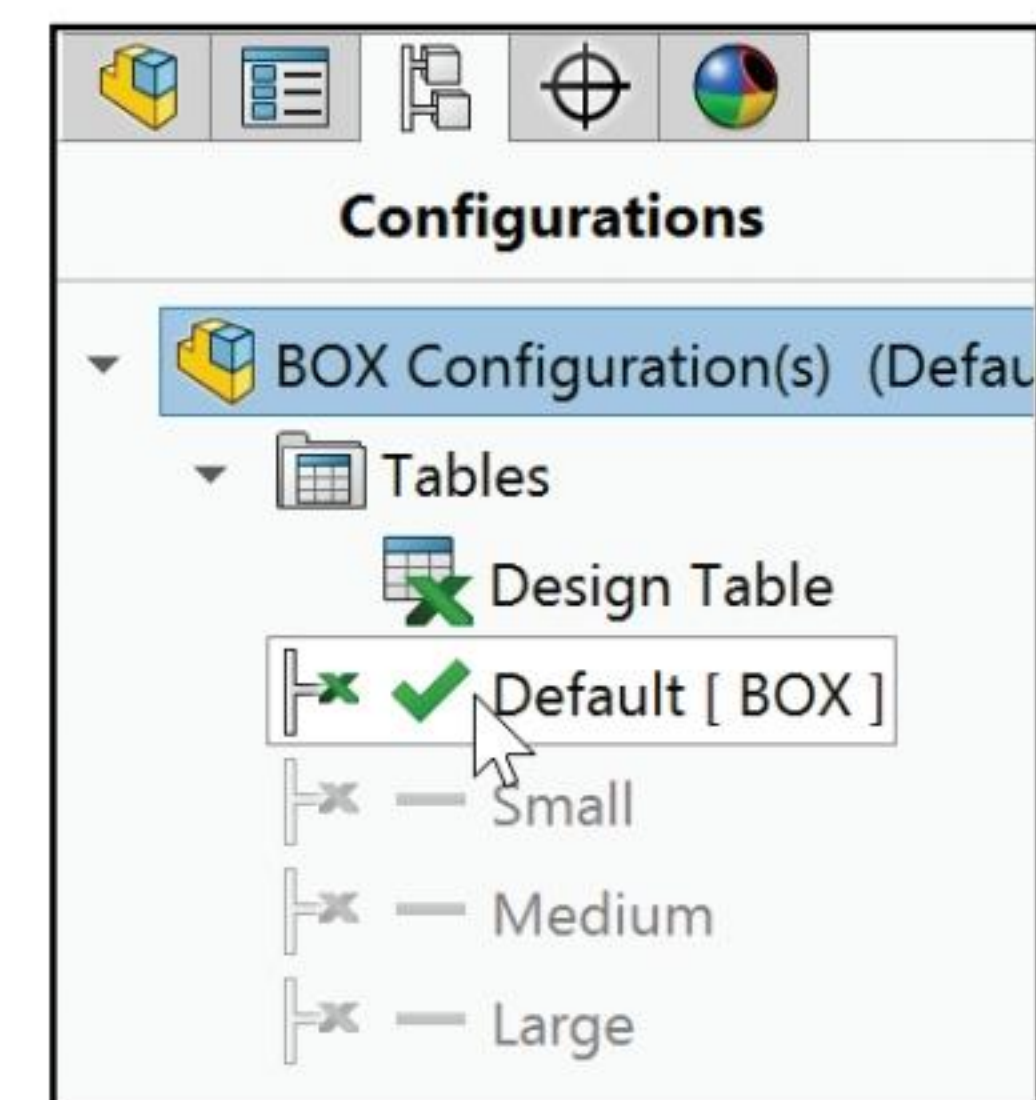 Configurations
BOX Configuration(s) (Defau
Tables
Design Table
Default [ BOX ]
Small
Medium
Large